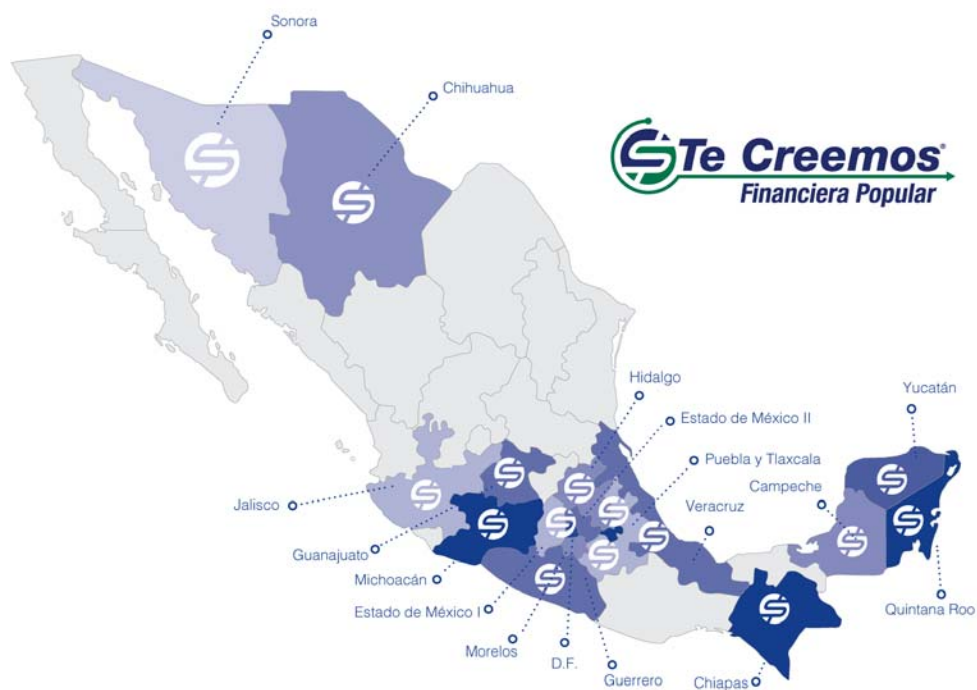 Sonora
Chihuahua
Te Creemos®
Financiera Popular
Hidalgo
Estado de México II
Yucatán
Puebla y Tlaxcala
Campeche
Jalisco
Veracruz
Guanajuato
Michoacán
Estado de México I
Quintana Roo
Morelos
D.F.
Guerrero
Chiapas